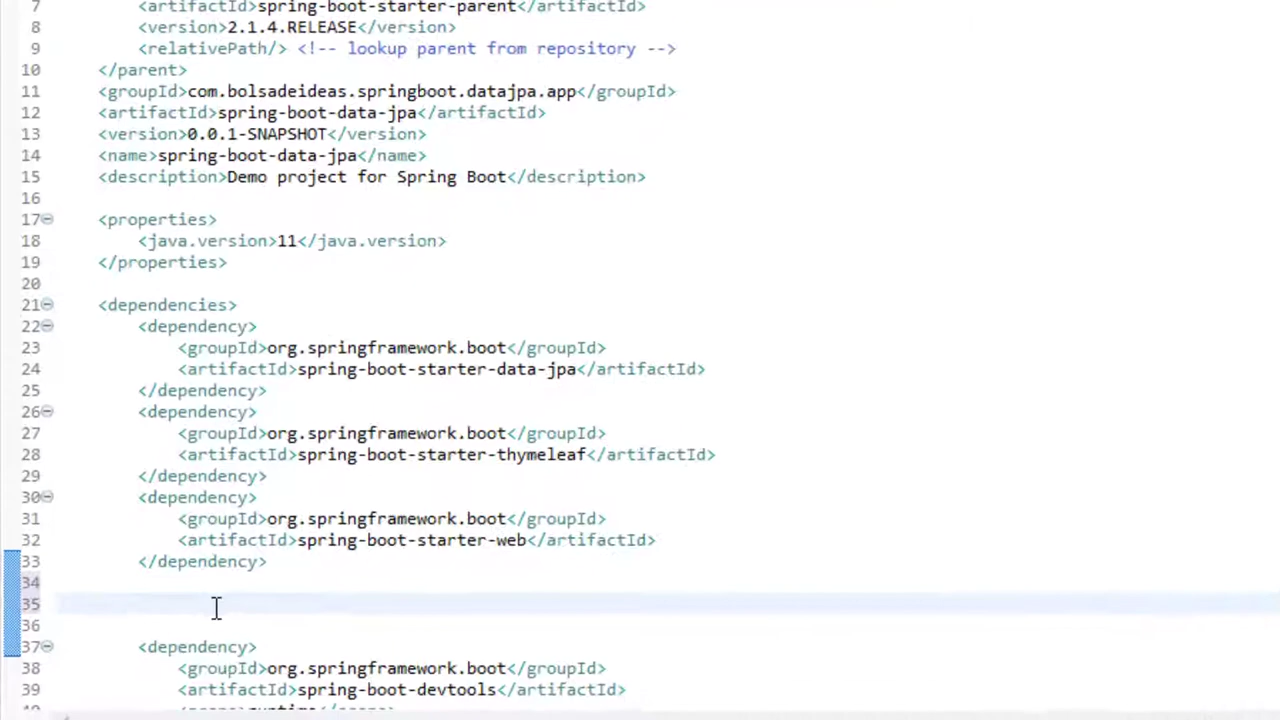 7 <artifactId>spring-boot-starter-parent</artifactId>
8 <version>2.1.4.RELEASE</version>
9 <relativePath/> <!-- lookup parent from repository -->
10 </parent>
11 <groupId>com.bolsadeideas.springboot.datajpa.app</groupId>
12 <artifactId>spring-boot-data-jpa</artifactId>
13 <version>0.0.1-SNAPSHOT</version>
14 <name>spring-boot-data-jpa</name>
15 <description>Demo project for Spring Boot</description>
16
17 <properties>
18 <java.version>11</java.version>
19 </properties>
20
21 <dependencies>
22 <dependency>
23 <groupId>org.springframework.boot</groupId>
24 <artifactId>spring-boot-starter-data-jpa</artifactId>
25 </dependency>
26 <dependency>
27 <groupId>org.springframework.boot</groupId>
28 <artifactId>spring-boot-starter-thymeleaf</artifactId>
29 </dependency>
30 <dependency>
31 <groupId>org.springframework.boot</groupId>
32 <artifactId>spring-boot-starter-web</artifactId>
33 </dependency>
34
35
36
37 <dependency>
38 <groupId>org.springframework.boot</groupId>
39 <artifactId>spring-boot-devtools</artifactId>